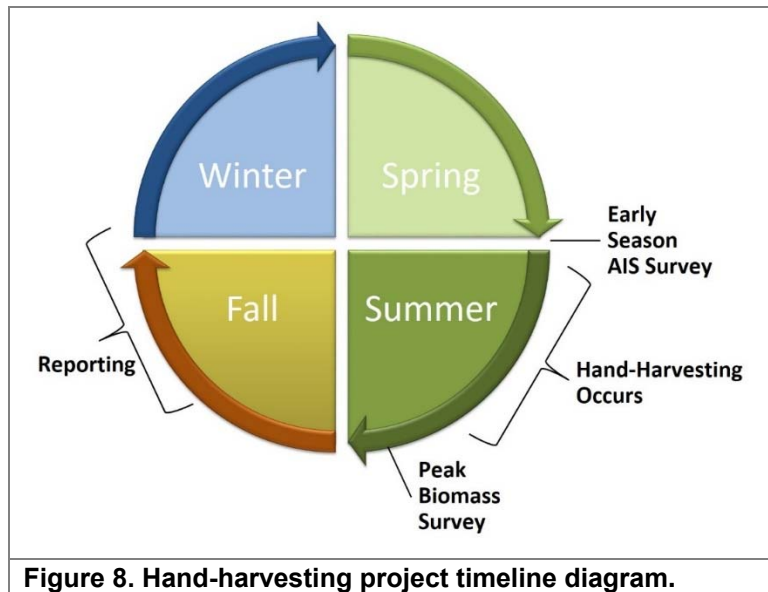 Winter
Spring
Early
Season
AIS Survey
Fall
Summer
Reporting
Hand-Harvesting
Occurs
Peak
Biomass
Survey
Figure 8. Hand-harvesting project timeline diagram.